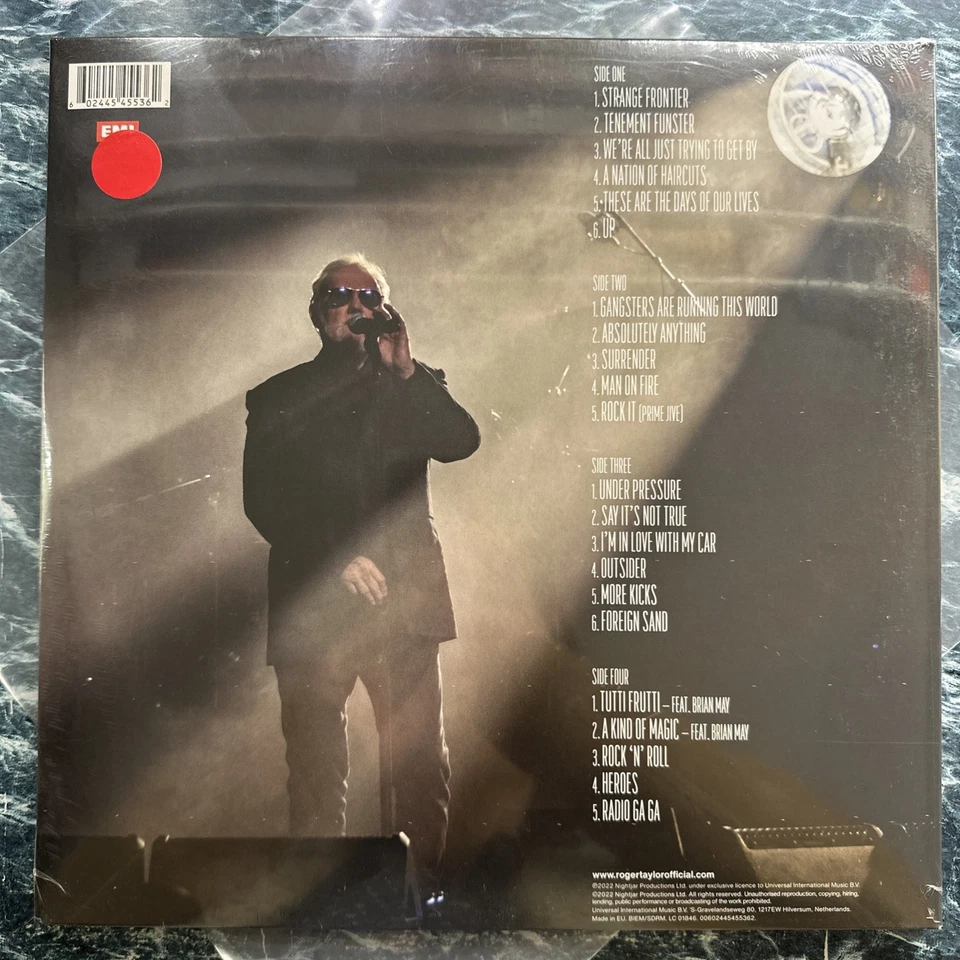 6 02445 45536 2
EMI
SIDE ONE
1. STRANGE FRONTIER
2. TENEMENT FUNSTER
3. WE'RE ALL JUST TRYING TO GET BY
4. A NATION OF HAIRCUTS
5. THESE ARE THE DAYS OF OUR LIVES
6. UP
SIDE TWO
1. GANGSTERS ARE RUNNING THIS WORLD
2. ABSOLUTELY ANYTHING
3. SURRENDER
4. MAN ON FIRE
5. ROCK IT (PRIME JIVE)
SIDE THREE
1. UNDER PRESSURE
2. SAY IT'S NOT TRUE
3. I'M IN LOVE WITH MY CAR
4. OUTSIDER
5. MORE KICKS
6. FOREIGN SAND
SIDE FOUR
1. TUTTI FRUTTI – FEAT. BRIAN MAY
2. A KIND OF MAGIC – FEAT. BRIAN MAY
3. ROCK 'N' ROLL
4. HEROES
5. RADIO GA GA
www.rogertaylorofficial.com
℗2022 Nightjar Productions Ltd. under exclusive licence to Universal International Music B.V.
©2022 Nightjar Productions Ltd. All rights reserved. Unauthorised reproduction, copying, hiring,
lending, public performance or broadcasting of the work prohibited.
Universal International Music B.V. 'S-Gravelandseweg 80, 1217EW Hilversum, Netherlands.
Made in EU. BIEM/SDRM. LC 01846. 00602445455362.